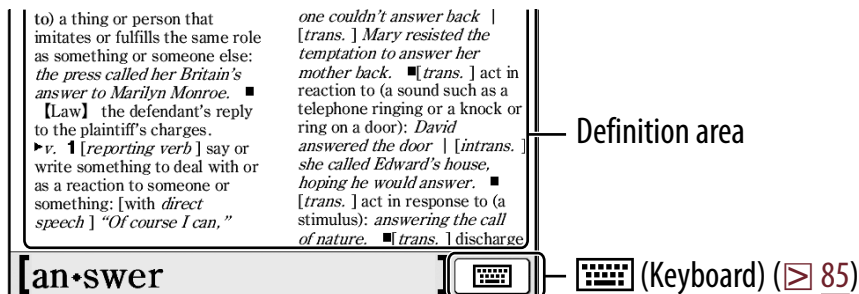 to) a thing or person that
imitates or fulfills the same role
as something or someone else:
the press called her Britain's
answer to Marilyn Monroe. ■
【Law】 the defendant's reply
to the plaintiff's charges.
▶v. 1 [reporting verb ] say or
write something to deal with or
as a reaction to someone or
something: [with direct
speech ] “Of course I can,”
one couldn't answer back |
[trans. ] Mary resisted the
temptation to answer her
mother back. ■[trans. ] act in
reaction to (a sound such as a
telephone ringing or a knock or
ring on a door): David
answered the door | [intrans. ]
she called Edward's house,
hoping he would answer. ■
[trans. ] act in response to (a
stimulus): answering the call
of nature. ■[trans. ] discharge
Definition area
[an•swer]
(Keyboard) (> 85)